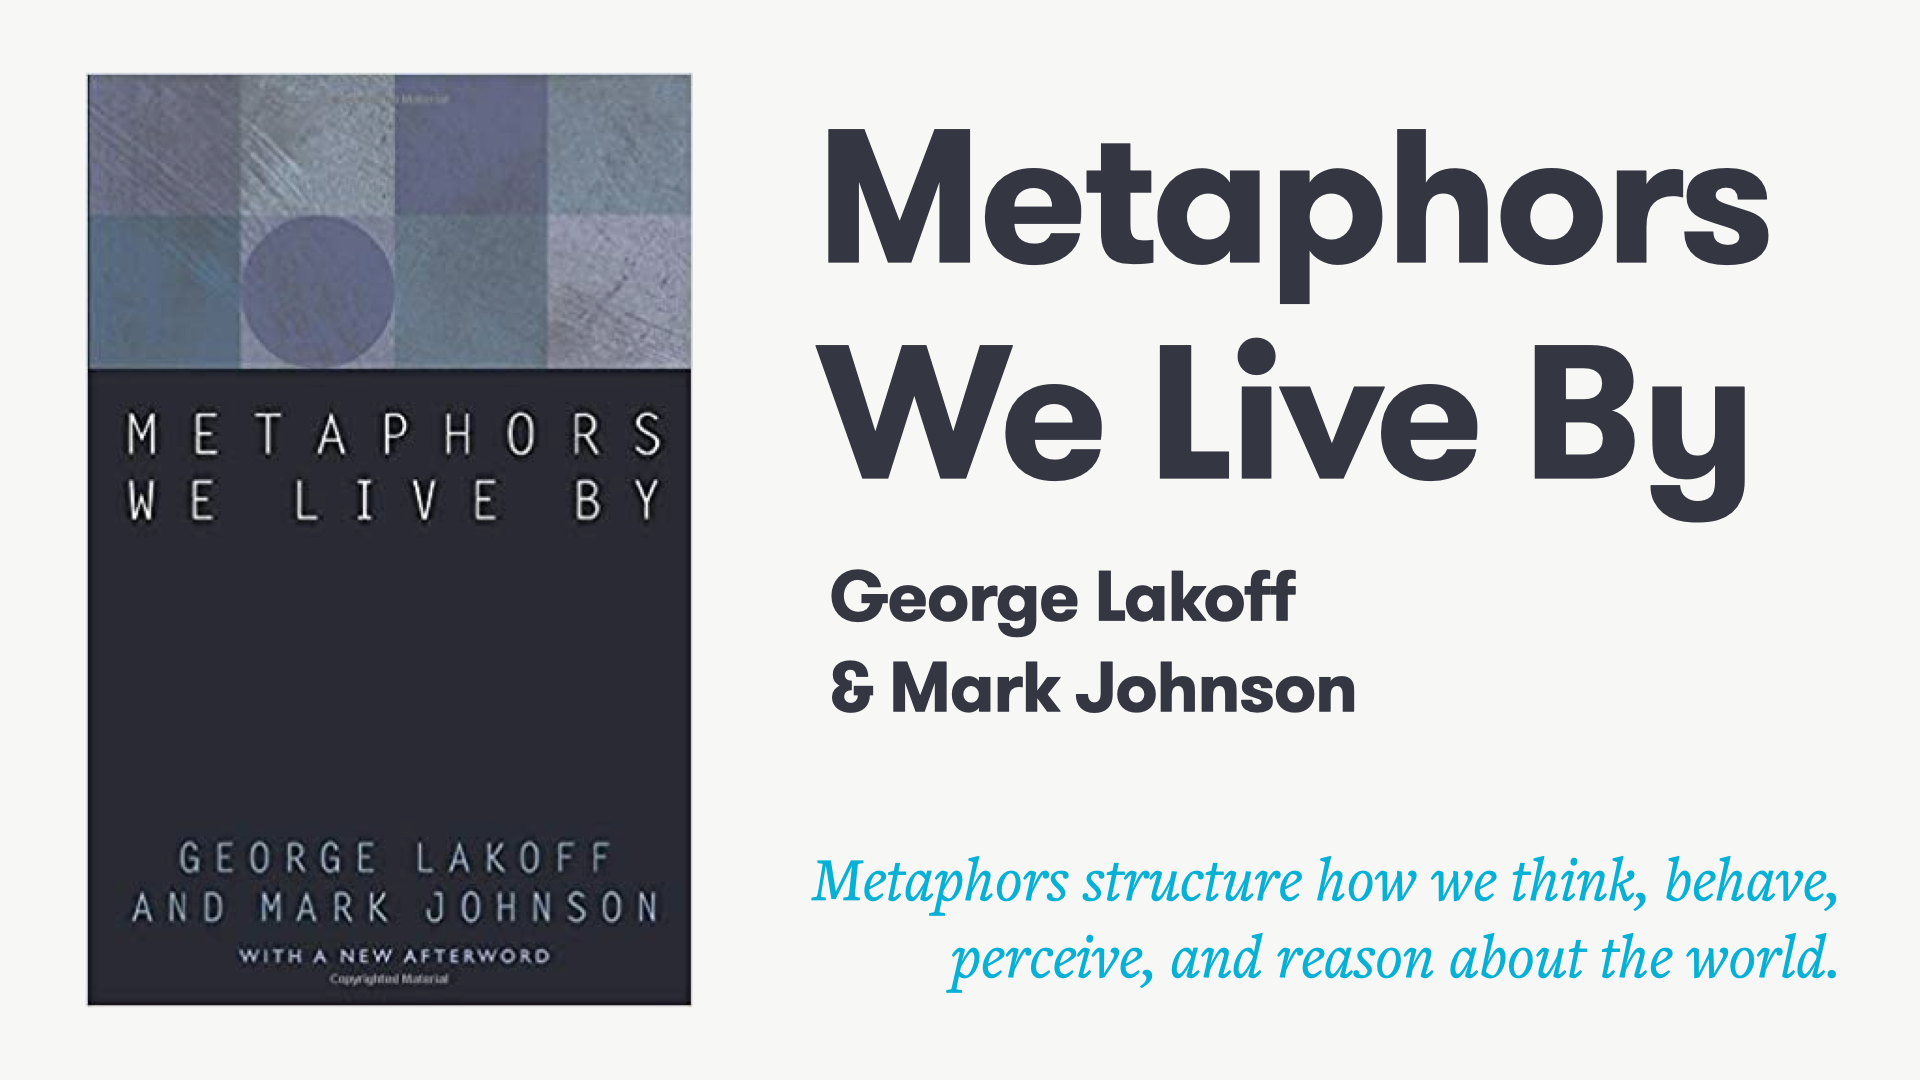 Material
METAPHORS
WE LIVE BY
GEORGE LAKOFF
AND MARK JOHNSON
WITH A NEW AFTERWORD
Copyrighted Material
Metaphors
We Live By
George Lakoff
& Mark Johnson
Metaphors structure how we think, behave,
perceive, and reason about the world.